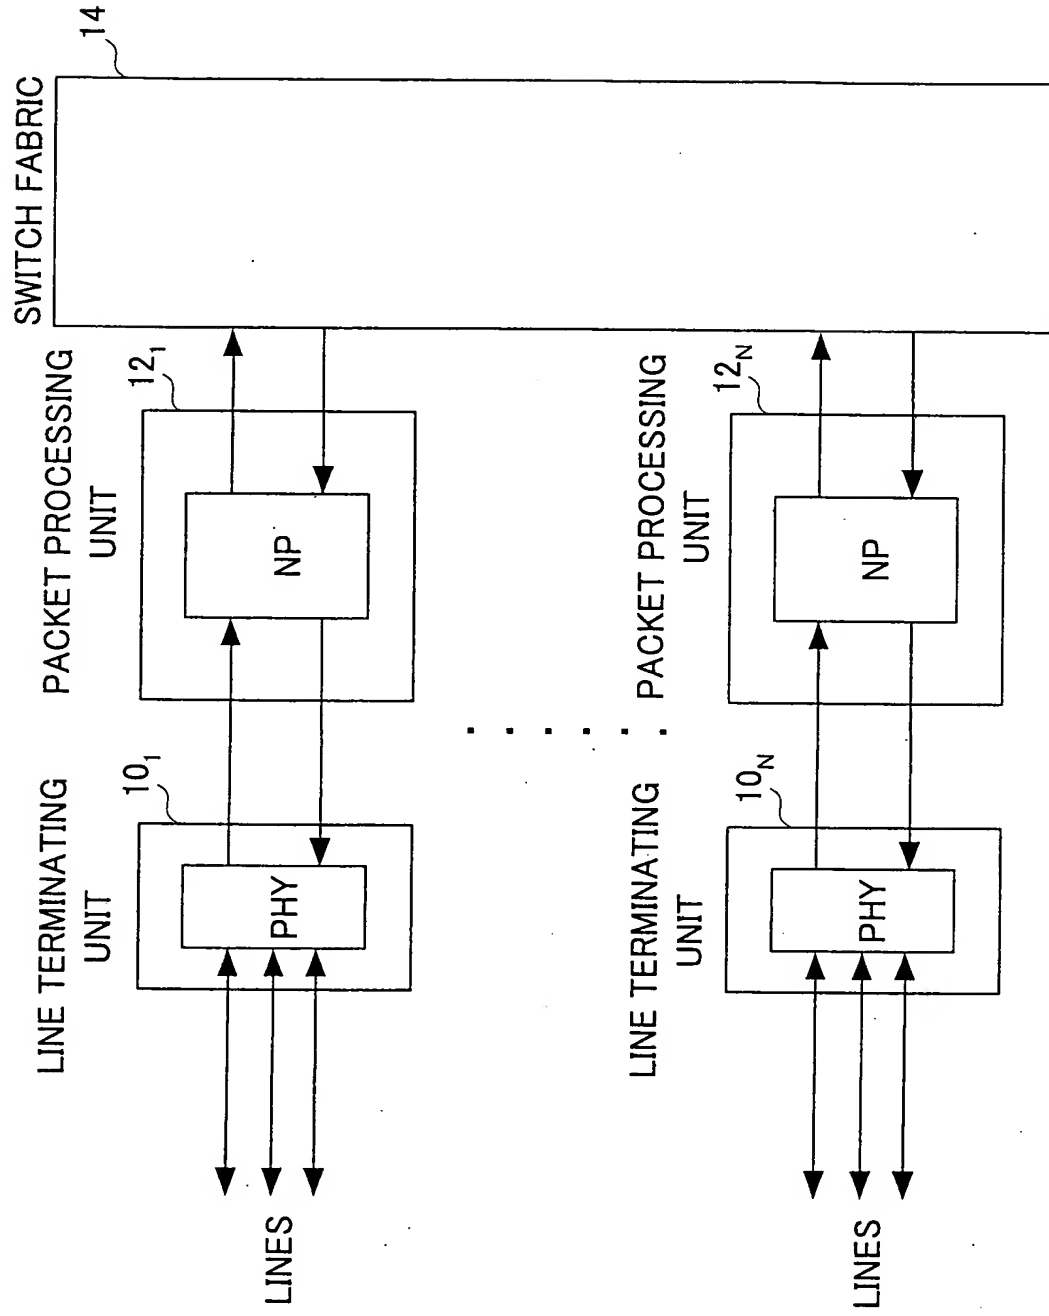 LINE TERMINATING
UNIT
10₁
PHY
LINES
PACKET PROCESSING
UNIT
12₁
NP
SWITCH FABRIC
14
LINE TERMINATING
UNIT
10N
PHY
LINES
PACKET PROCESSING
UNIT
12N
NP